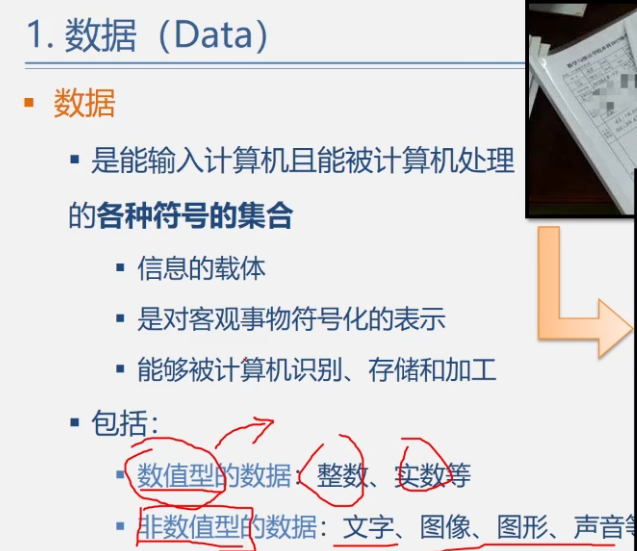 1. 数据（Data）
数据
是能输入计算机且能被计算机处理
的各种符号的集合
信息的载体
是对客观事物符号化的表示
能够被计算机识别、存储和加工
包括：
数值型的数据：整数、实数等
非数值型的数据：文字、图像、图形、声音